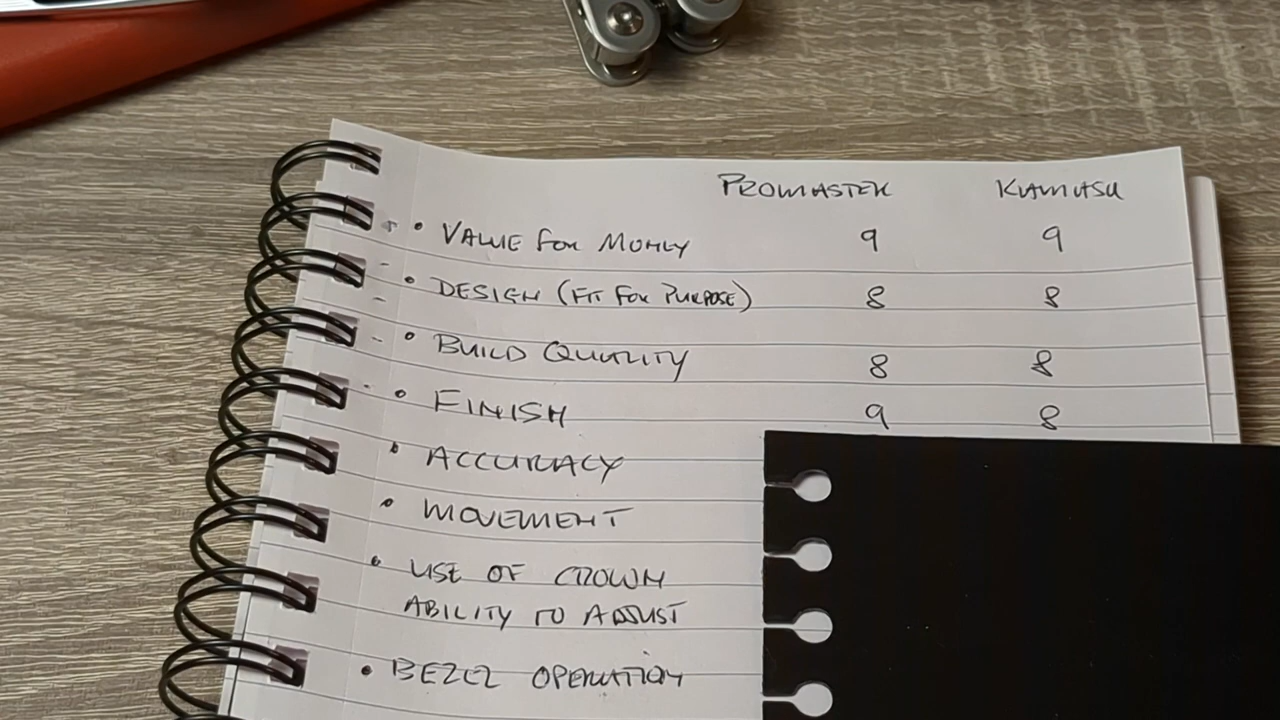 PROMASTER KAMASU
• VALUE FOR MONEY 9 9
• DESIGN (FIT FOR PURPOSE) 8 8
• BUILD QUALITY 8 8
• FINISH 9 8
• ACCURACY
• MOVEMENT
• USE OF CROWN
ABILITY TO ADJUST
• BEZEL OPERATION